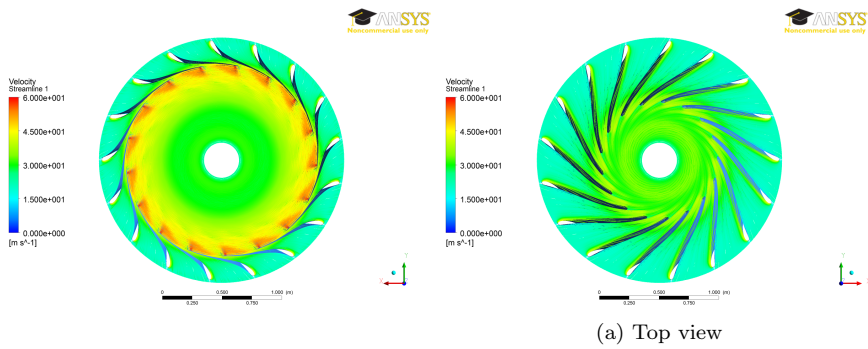 ANSYS
Noncommercial use only
Velocity
Streamline 1
6.000e+001
4.500e+001
3.000e+001
1.500e+001
0.000e+000
[m s^-1]
0 0.500 1.000 (m)
0.250 0.750
ANSYS
Noncommercial use only
Velocity
Streamline 1
6.000e+001
4.500e+001
3.000e+001
1.500e+001
0.000e+000
[m s^-1]
0 0.500 1.000 (m)
0.250 0.750
(a) Top view